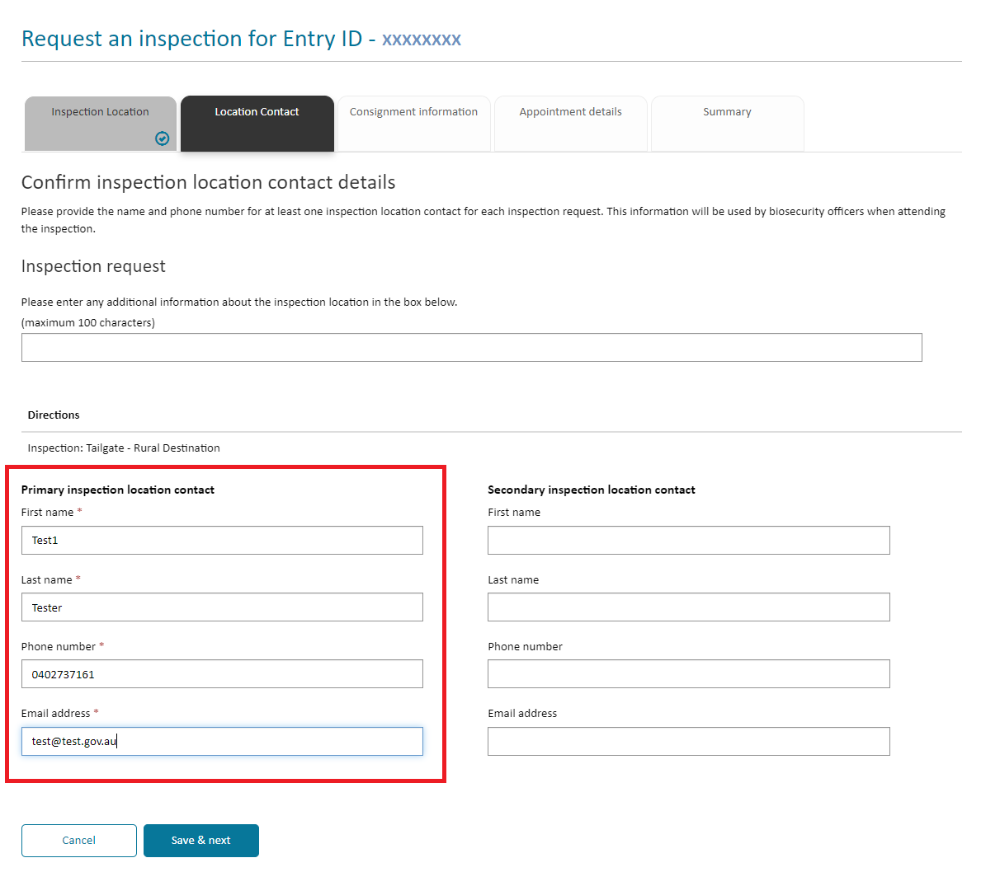 Request an inspection for Entry ID - xxxxxxxx
Inspection Location
Location Contact
Consignment information
Appointment details
Summary
Confirm inspection location contact details
Please provide the name and phone number for at least one inspection location contact for each inspection request. This information will be used by biosecurity officers when attending
the inspection.
Inspection request
Please enter any additional information about the inspection location in the box below.
(maximum 100 characters)
Directions
Inspection: Tailgate - Rural Destination
Primary inspection location contact
First name *
Test1
Last name *
Tester
Phone number *
0402737161
Email address *
test@test.gov.au
Secondary inspection location contact
First name
Last name
Phone number
Email address
Cancel
Save & next